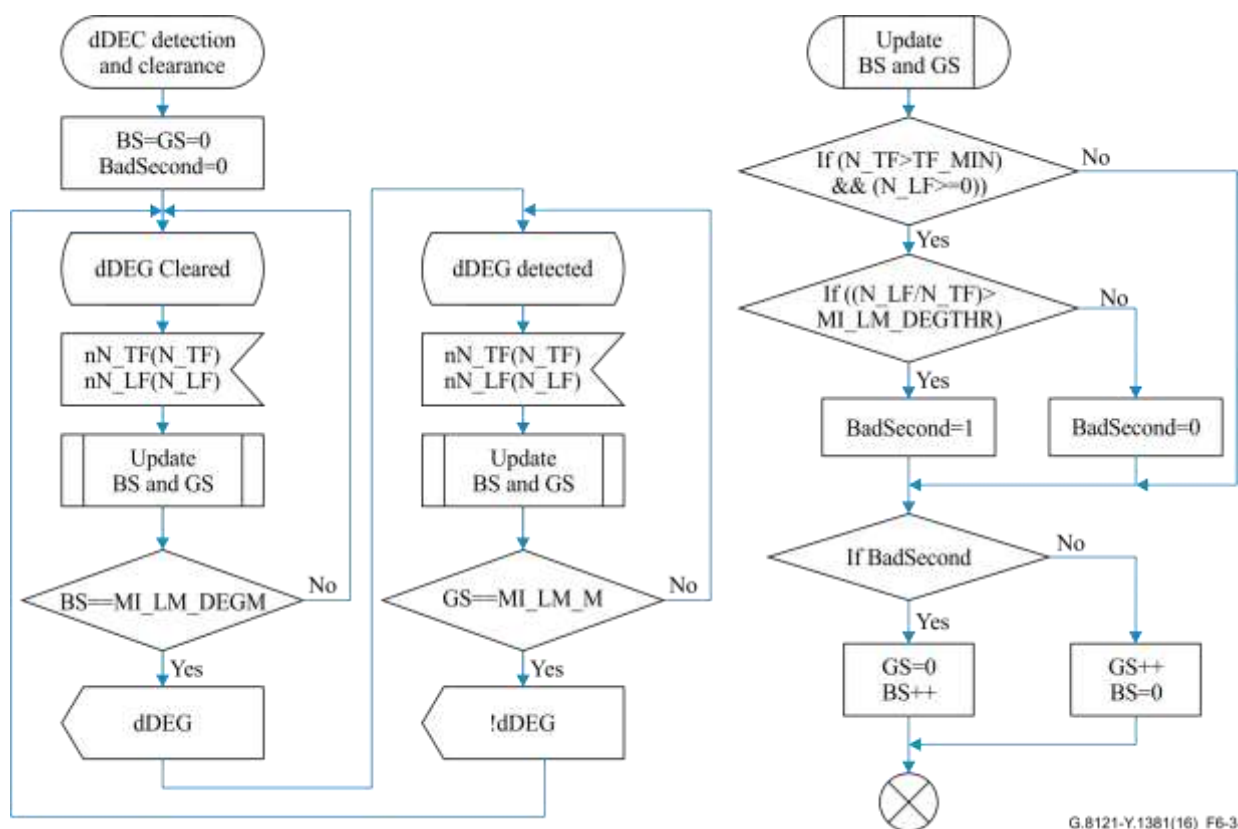 dDEC detection
and clearance
BS=GS=0
BadSecond=0
dDEG Cleared
nN_TF(N_TF)
nN_LF(N_LF)
Update
BS and GS
BS==MI_LM_DEGM
No
Yes
dDEG
dDEG detected
nN_TF(N_TF)
nN_LF(N_LF)
Update
BS and GS
GS==MI_LM_M
No
Yes
!dDEG
Update
BS and GS
If (N_TF>TF_MIN)
&& (N_LF>=0))
No
Yes
If ((N_LF/N_TF)>
MI_LM_DEGTHR)
No
Yes
BadSecond=1
BadSecond=0
If BadSecond
No
Yes
GS=0
BS++
GS++
BS=0
G.8121-Y.1381(16)_F6-3